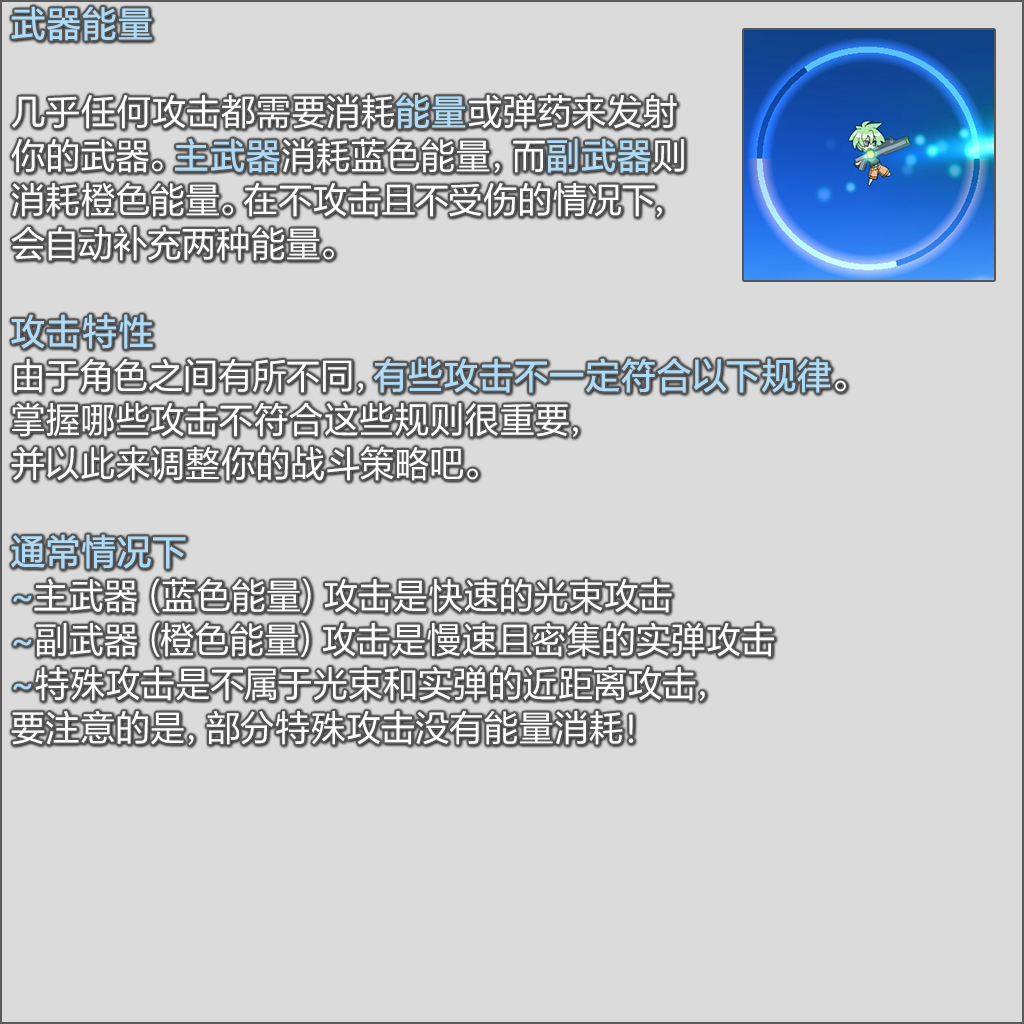 武器能量
几乎任何攻击都需要消耗能量或弹药来发射
你的武器。主武器消耗蓝色能量, 而副武器则
消耗橙色能量。在不攻击且不受伤的情况下,
会自动补充两种能量。
攻击特性
由于角色之间有所不同, 有些攻击不一定符合以下规律。
掌握哪些攻击不符合这些规则很重要,
并以此来调整你的战斗策略吧。
通常情况下
~主武器 (蓝色能量) 攻击是快速的光束攻击
~副武器 (橙色能量) 攻击是慢速且密集的实弹攻击
~特殊攻击是不属于光束和实弹的近距离攻击,
要注意的是, 部分特殊攻击没有能量消耗!